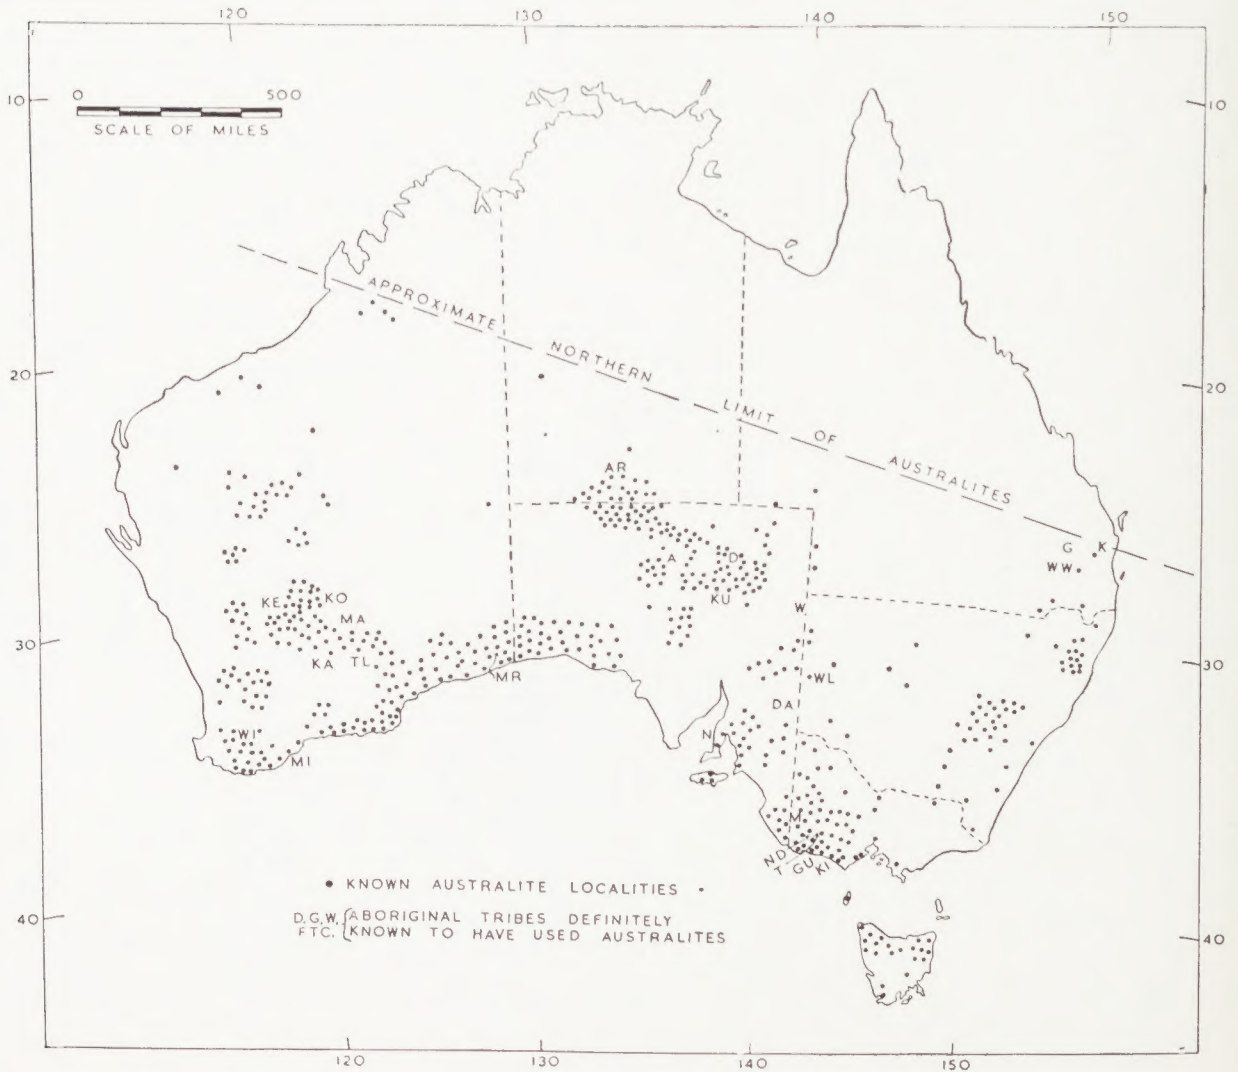 120 130 140 150
0 500
SCALE OF MILES
10 10
APPROXIMATE NORTHERN LIMIT OF AUSTRALITES
20 20
AR
G K
WW
A D
KE KO KU W
MA
30 30
KA TL
MR WL
DA
WI N
MI
M
ND
T GU KI
KNOWN AUSTRALITE LOCALITIES
D,G,W, ABORIGINAL TRIBES DEFINITELY
ETC. KNOWN TO HAVE USED AUSTRALITES
40 40
120 130 140 150